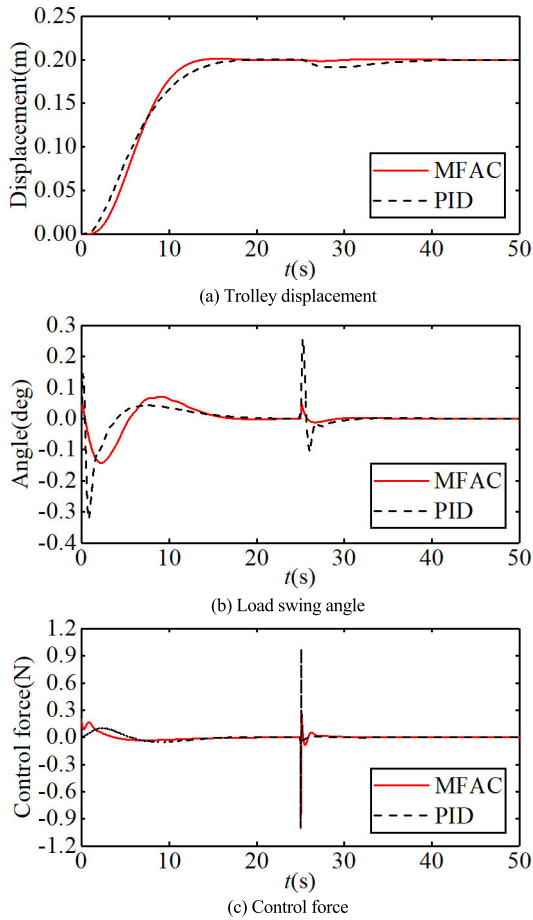 Displacement(m)
0.20
0.15
0.10
0.05
0.00
MFAC
PID
0 10 20 30 40 50
t(s)
(a) Trolley displacement
Angle(deg)
0.3
0.2
0.1
0.0
-0.1
-0.2
-0.3
-0.4
MFAC
PID
0 10 20 30 40 50
t(s)
(b) Load swing angle
Control force(N)
1.2
0.9
0.6
0.3
0.0
-0.3
-0.6
-0.9
-1.2
MFAC
PID
0 10 20 30 40 50
t(s)
(c) Control force